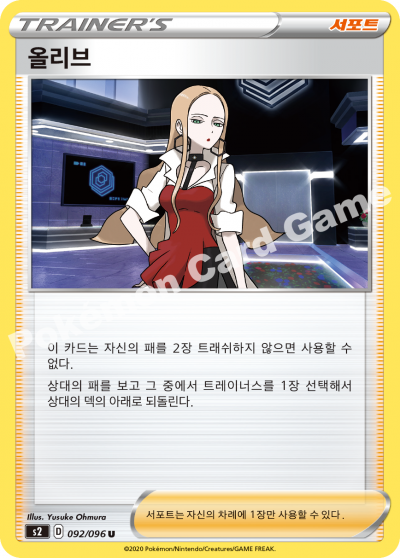 TRAINER'S
서포트
올리브
Pokémon Card Game
이 카드는 자신의 패를 2장 트래쉬하지 않으면 사용할 수
없다.
상대의 패를 보고 그 중에서 트레이너스를 1장 선택해서
상대의 덱의 아래로 되돌린다.
Illus. Yusuke Ohmura
s2 D 092/096 U
서포트는 자신의 차례에 1장만 사용할 수 있다.
©2020 Pokémon/Nintendo/Creatures/GAME FREAK.